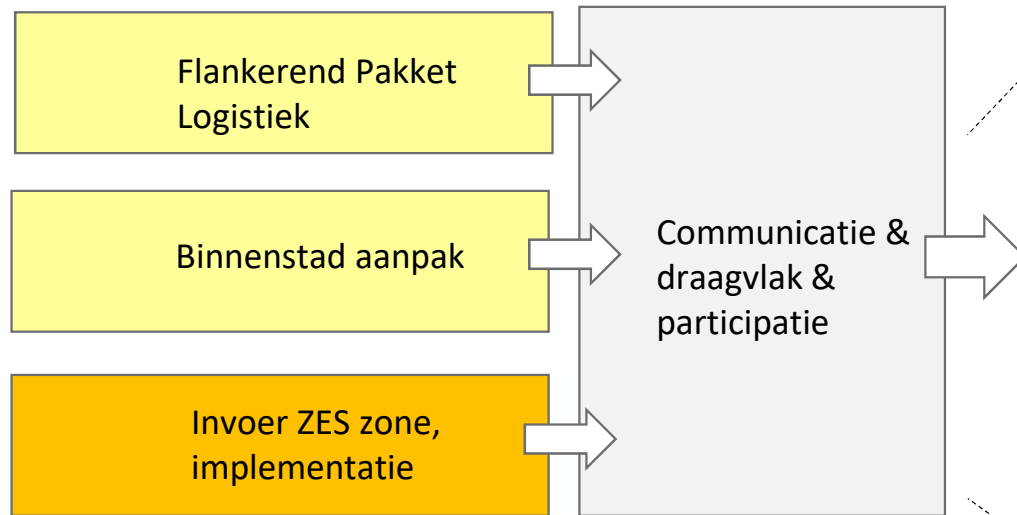 Flankerend Pakket
Logistiek
Binnenstad aanpak
Invoer ZES zone,
implementatie
Communicatie &
draagvlak &
participatie